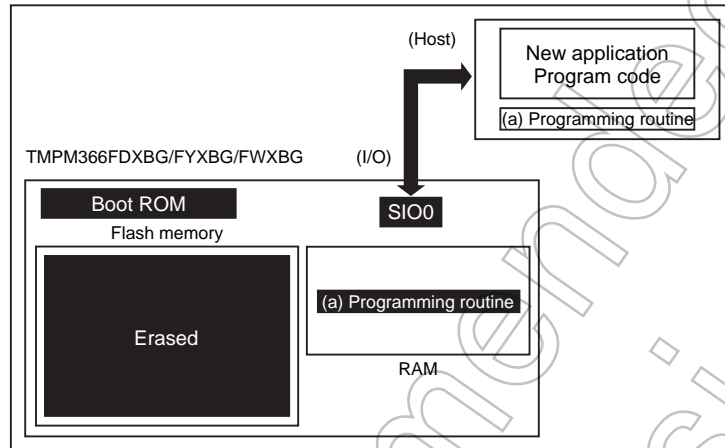 (Host)
New application
Program code
(a) Programming routine
TMPM366FDXBG/FYXBG/FWXBG
(I/O)
Boot ROM
SIO0
Flash memory
(a) Programming routine
Erased
RAM